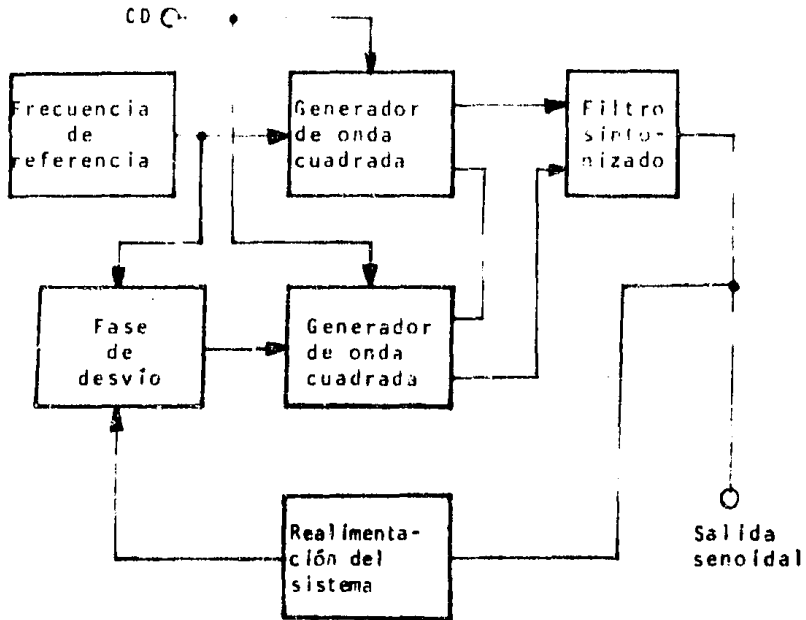 CD
Frecuencia
de
referencia
Generador
de onda
cuadrada
Filtro
sinto-
nizado
Fase
de
desvío
Generador
de onda
cuadrada
Realimenta-
ción del
sistema
Salida
senoidal